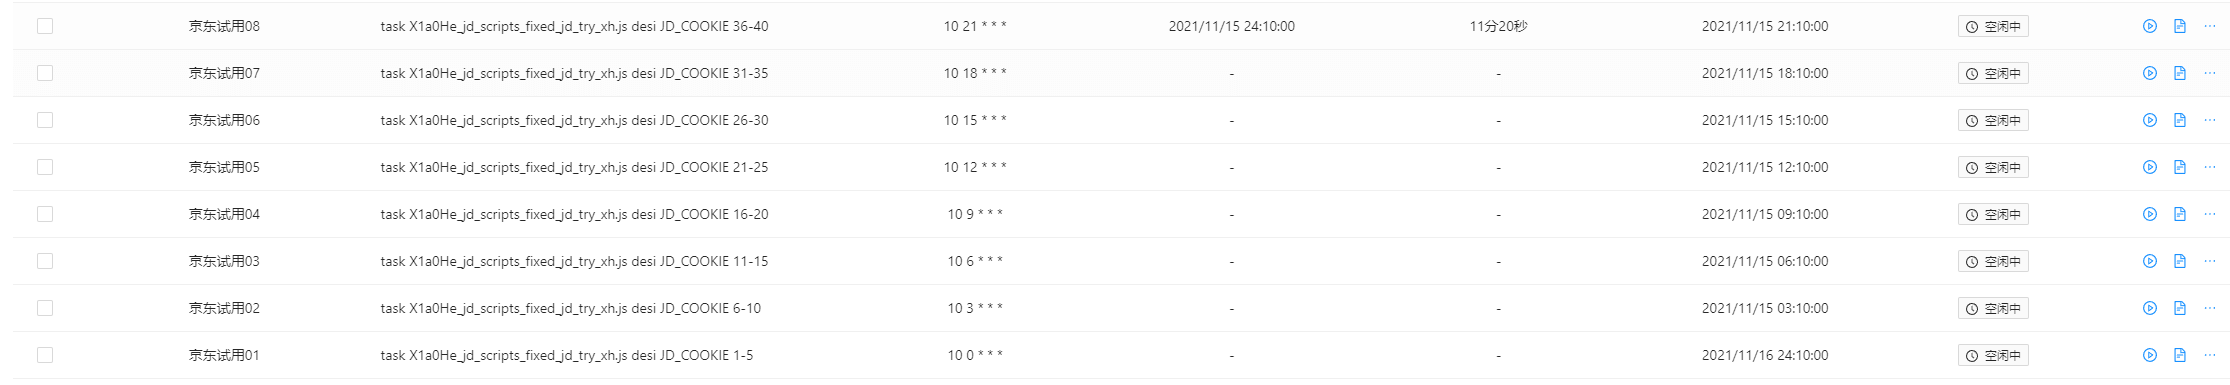 京东试用08 task X1a0He_jd_scripts_fixed_jd_try_xh.js desi JD_COOKIE 36-40 10 21 * * * 2021/11/15 24:10:00 11分20秒 2021/11/15 21:10:00 空闲中 ...
京东试用07 task X1a0He_jd_scripts_fixed_jd_try_xh.js desi JD_COOKIE 31-35 10 18 * * * - - 2021/11/15 18:10:00 空闲中 ...
京东试用06 task X1a0He_jd_scripts_fixed_jd_try_xh.js desi JD_COOKIE 26-30 10 15 * * * - - 2021/11/15 15:10:00 空闲中 ...
京东试用05 task X1a0He_jd_scripts_fixed_jd_try_xh.js desi JD_COOKIE 21-25 10 12 * * * - - 2021/11/15 12:10:00 空闲中 ...
京东试用04 task X1a0He_jd_scripts_fixed_jd_try_xh.js desi JD_COOKIE 16-20 10 9 * * * - - 2021/11/15 09:10:00 空闲中 ...
京东试用03 task X1a0He_jd_scripts_fixed_jd_try_xh.js desi JD_COOKIE 11-15 10 6 * * * - - 2021/11/15 06:10:00 空闲中 ...
京东试用02 task X1a0He_jd_scripts_fixed_jd_try_xh.js desi JD_COOKIE 6-10 10 3 * * * - - 2021/11/15 03:10:00 空闲中 ...
京东试用01 task X1a0He_jd_scripts_fixed_jd_try_xh.js desi JD_COOKIE 1-5 10 0 * * * - - 2021/11/16 24:10:00 空闲中 ...